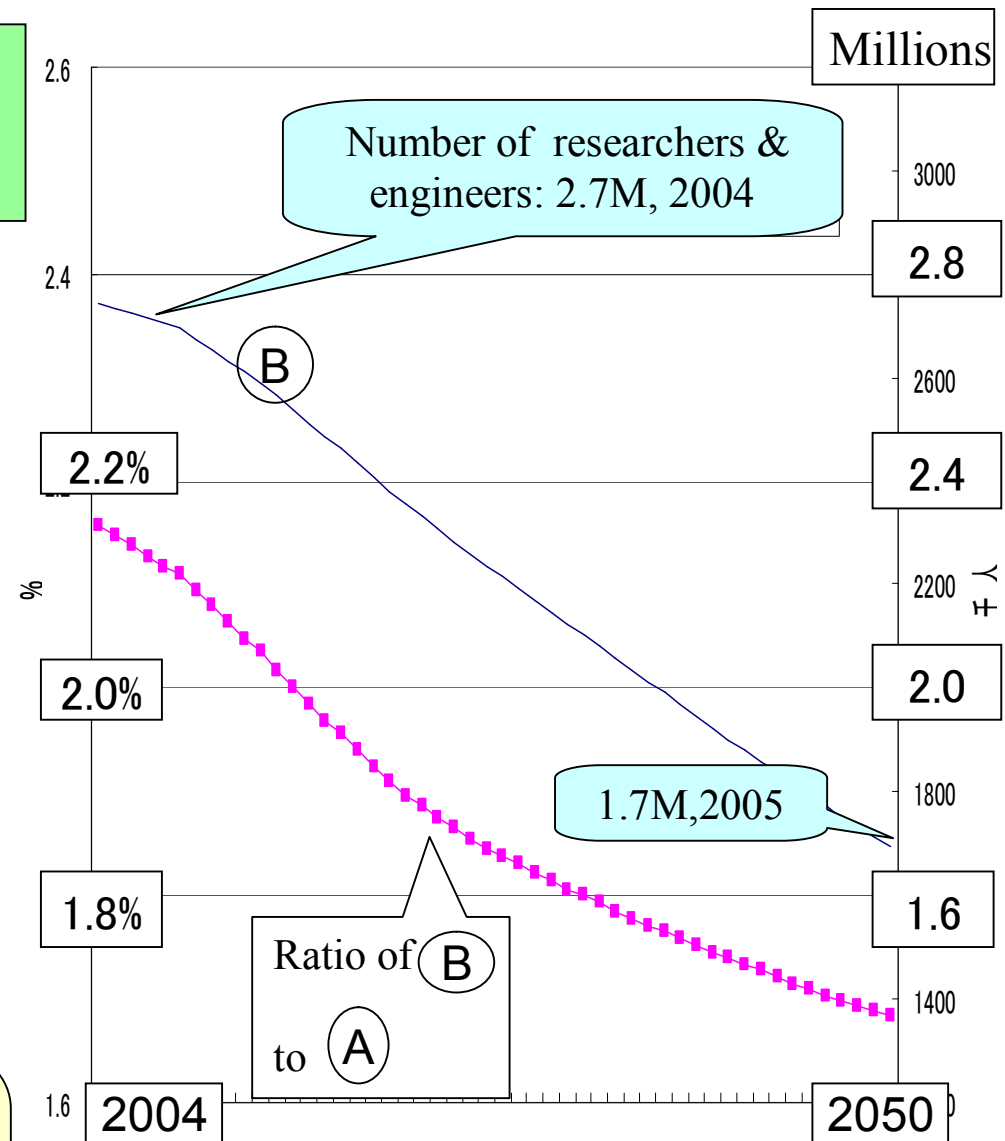 Millions
2.6
Number of researchers &
engineers: 2.7M, 2004
3000
2.4
2.8
B
2600
2.2%
2.4
%
2200
千人
2.0%
2.0
1.7M,2005
1800
1.8%
1.6
Ratio of B
to A
1400
1.6
2004
2050